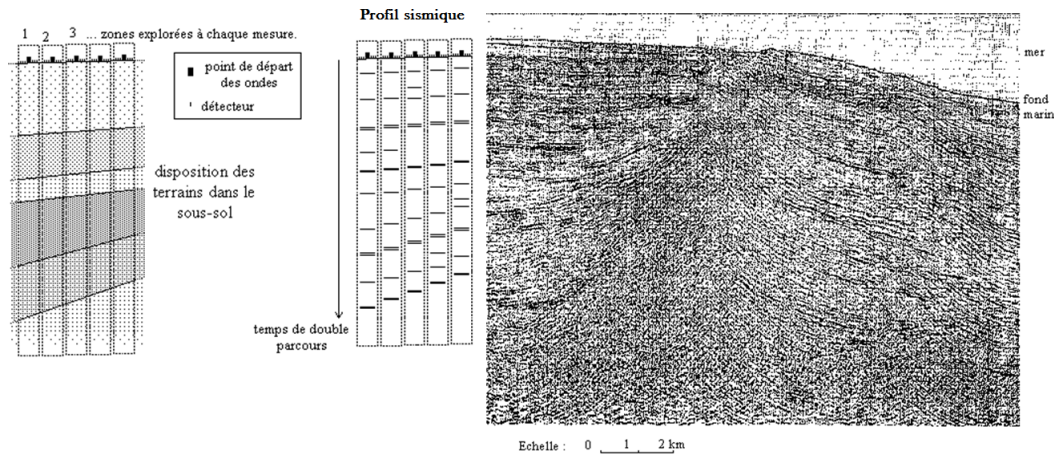 Profil sismique
1 2 3 ... zones explorées à chaque mesure.
point de départ
des ondes
détecteur
disposition des
terrains dans le
sous-sol
temps de double
parcours
mer
fond
marin
Echelle : 0 1 2 km